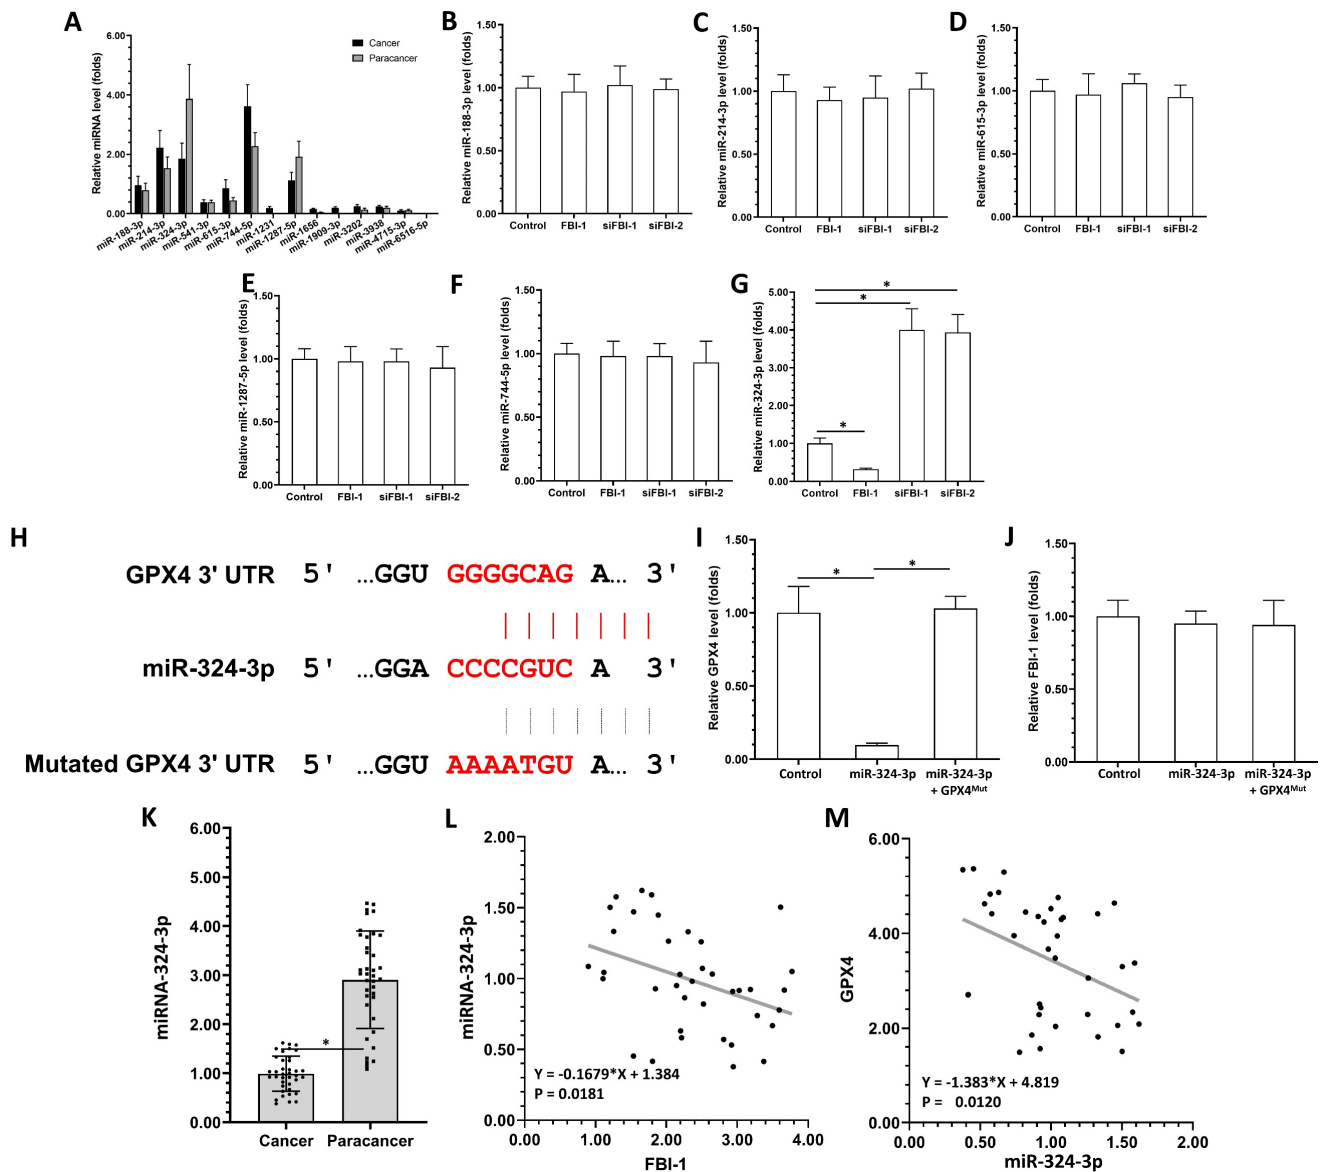 A
Relative miRNA level (folds)
6.00
4.00
2.00
0.00
Cancer
Paracancer
miR-188-3p
miR-214-3p
miR-324-3p
miR-541-3p
miR-615-3p
miR-744-5p
miR-1231
miR-1287-5p
miR-1656
miR-1909-3p
miR-3202
miR-3938
miR-4715-3p
miR-6516-5p
B
Relative miR-188-3p level (folds)
1.50
1.00
0.50
0.00
Control FBI-1 siFBI-1 siFBI-2
C
Relative miR-214-3p level (folds)
1.50
1.00
0.50
0.00
Control FBI-1 siFBI-1 siFBI-2
D
Relative miR-615-3p level (folds)
1.50
1.00
0.50
0.00
Control FBI-1 siFBI-1 siFBI-2
E
Relative miR-1287-5p level (folds)
1.50
1.00
0.50
0.00
Control FBI-1 siFBI-1 siFBI-2
F
Relative miR-744-5p level (folds)
1.50
1.00
0.50
0.00
Control FBI-1 siFBI-1 siFBI-2
G
Relative miR-324-3p level (folds)
5.00
4.00
3.00
2.00
1.00
0.00
*
*
*
Control FBI-1 siFBI-1 siFBI-2
H
GPX4 3' UTR 5' ...GGU GGGGCAG A... 3'
miR-324-3p 5' ...GGA CCCCGUC A 3'
Mutated GPX4 3' UTR 5' ...GGU AAAATGU A... 3'
I
Relative GPX4 level (folds)
1.50
1.00
0.50
0.00
* *
Control miR-324-3p miR-324-3p
+ GPX4Mut
J
Relative FBI-1 level (folds)
1.50
1.00
0.50
0.00
Control miR-324-3p miR-324-3p
+ GPX4Mut
K
miRNA-324-3p
6.00
5.00
4.00
3.00
2.00
1.00
0.00
*
Cancer Paracancer
L
miRNA-324-3p
2.00
1.50
1.00
0.50
0.00
Y = -0.1679*X + 1.384
P = 0.0181
0.00 1.00 2.00 3.00 4.00
FBI-1
M
GPX4
6.00
4.00
2.00
0.00
Y = -1.383*X + 4.819
P = 0.0120
0.00 0.50 1.00 1.50 2.00
miR-324-3p